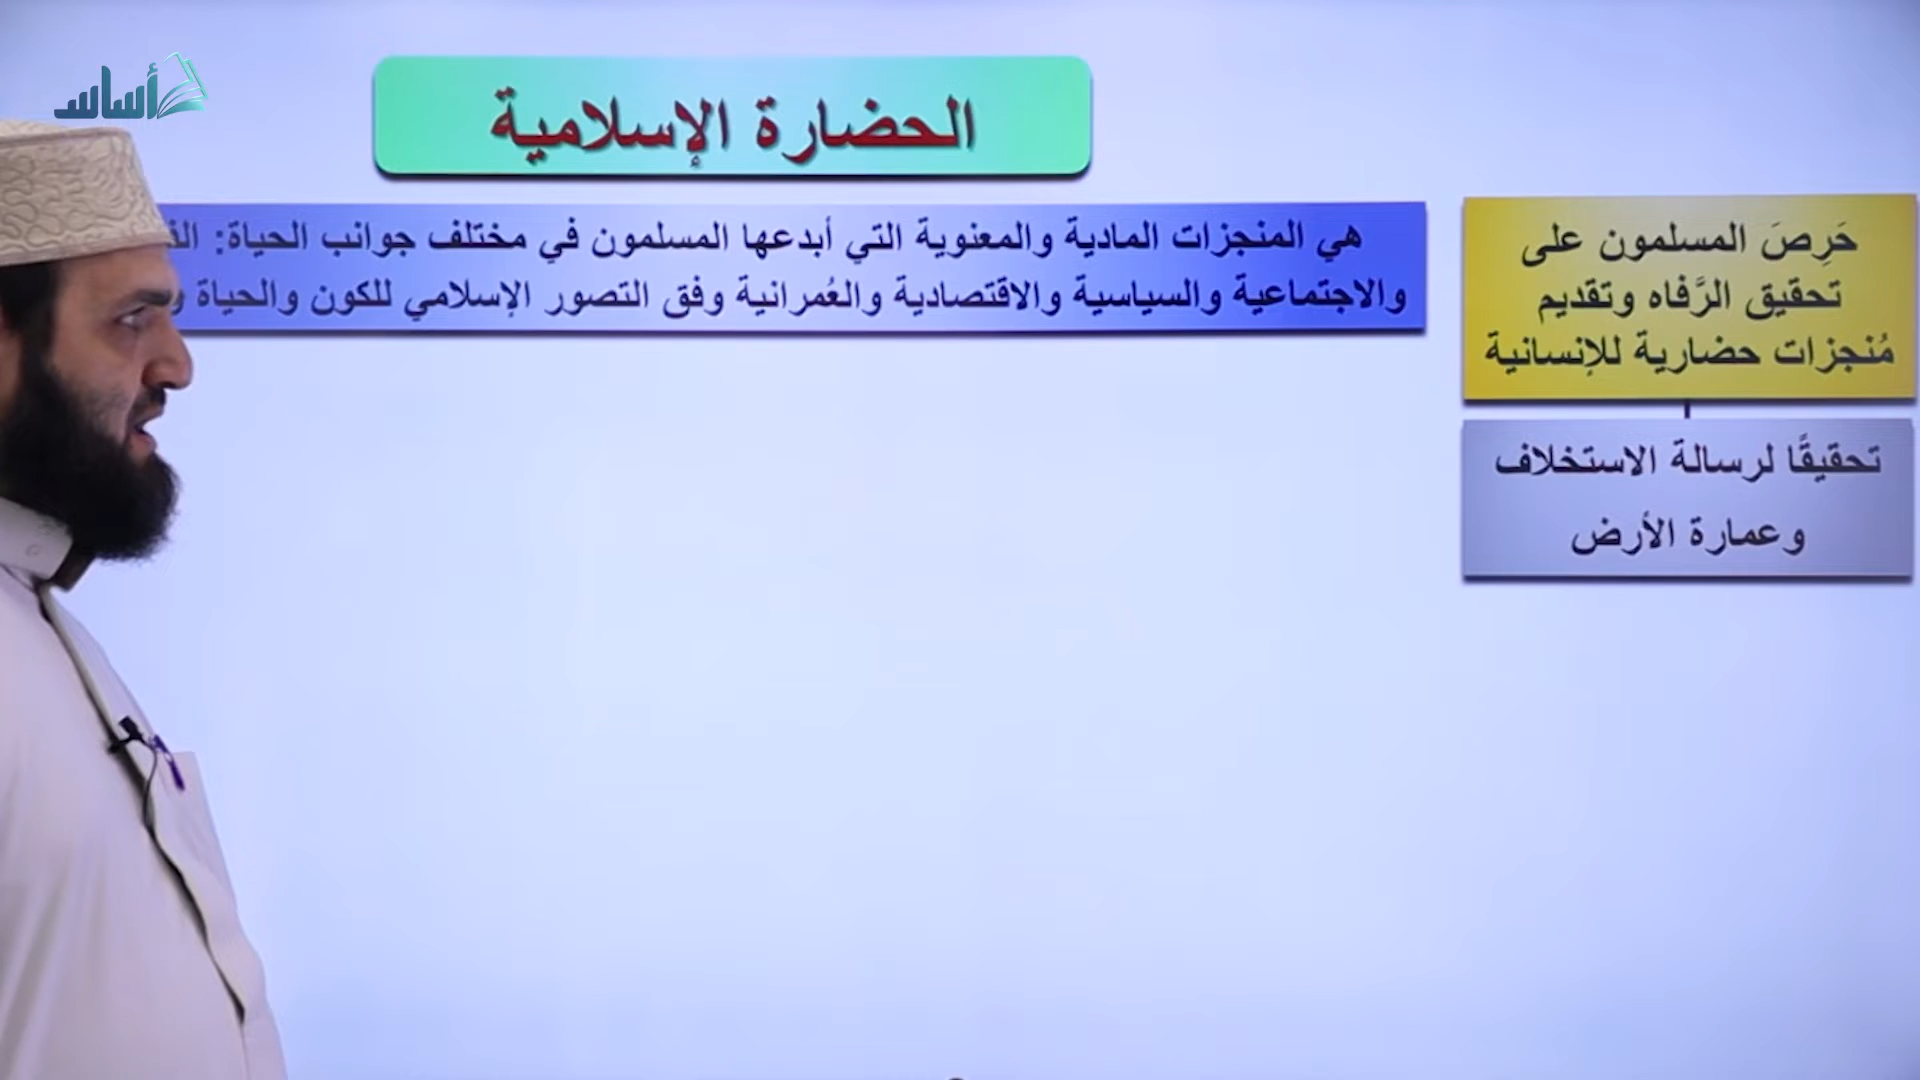 أساس
الحضارة الإسلامية
هي المنجزات المادية والمعنوية التي أبدعها المسلمون في مختلف جوانب الحياة:
والاجتماعية والسياسية والاقتصادية والعُمرانية وفق التصور الإسلامي للكون والحياة
حَرِصَ المسلمون على
تحقيق الرَّفاه وتقديم
مُنجزات حضارية للإنسانية
تحقيقًا لرسالة الاستخلاف
وعمارة الأرض